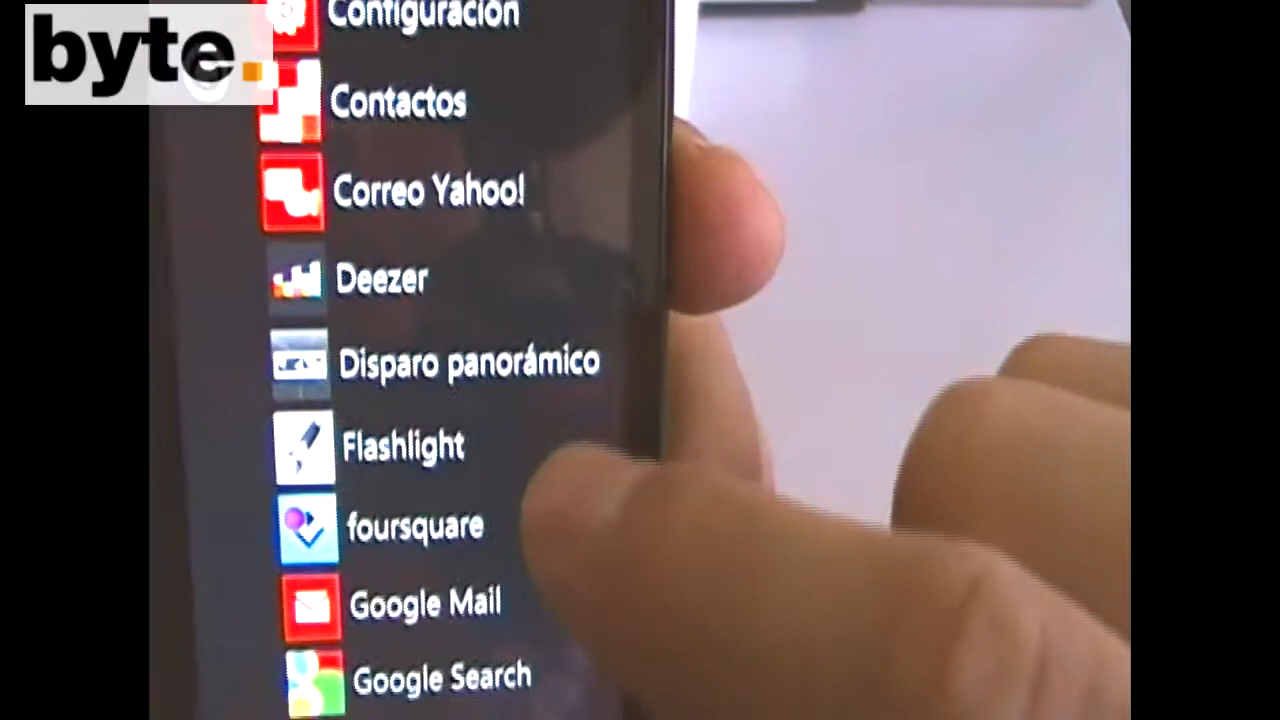 byte.
Configuración
Contactos
Correo Yahoo!
Deezer
Disparo panorámico
Flashlight
foursquare
Google Mail
Google Search